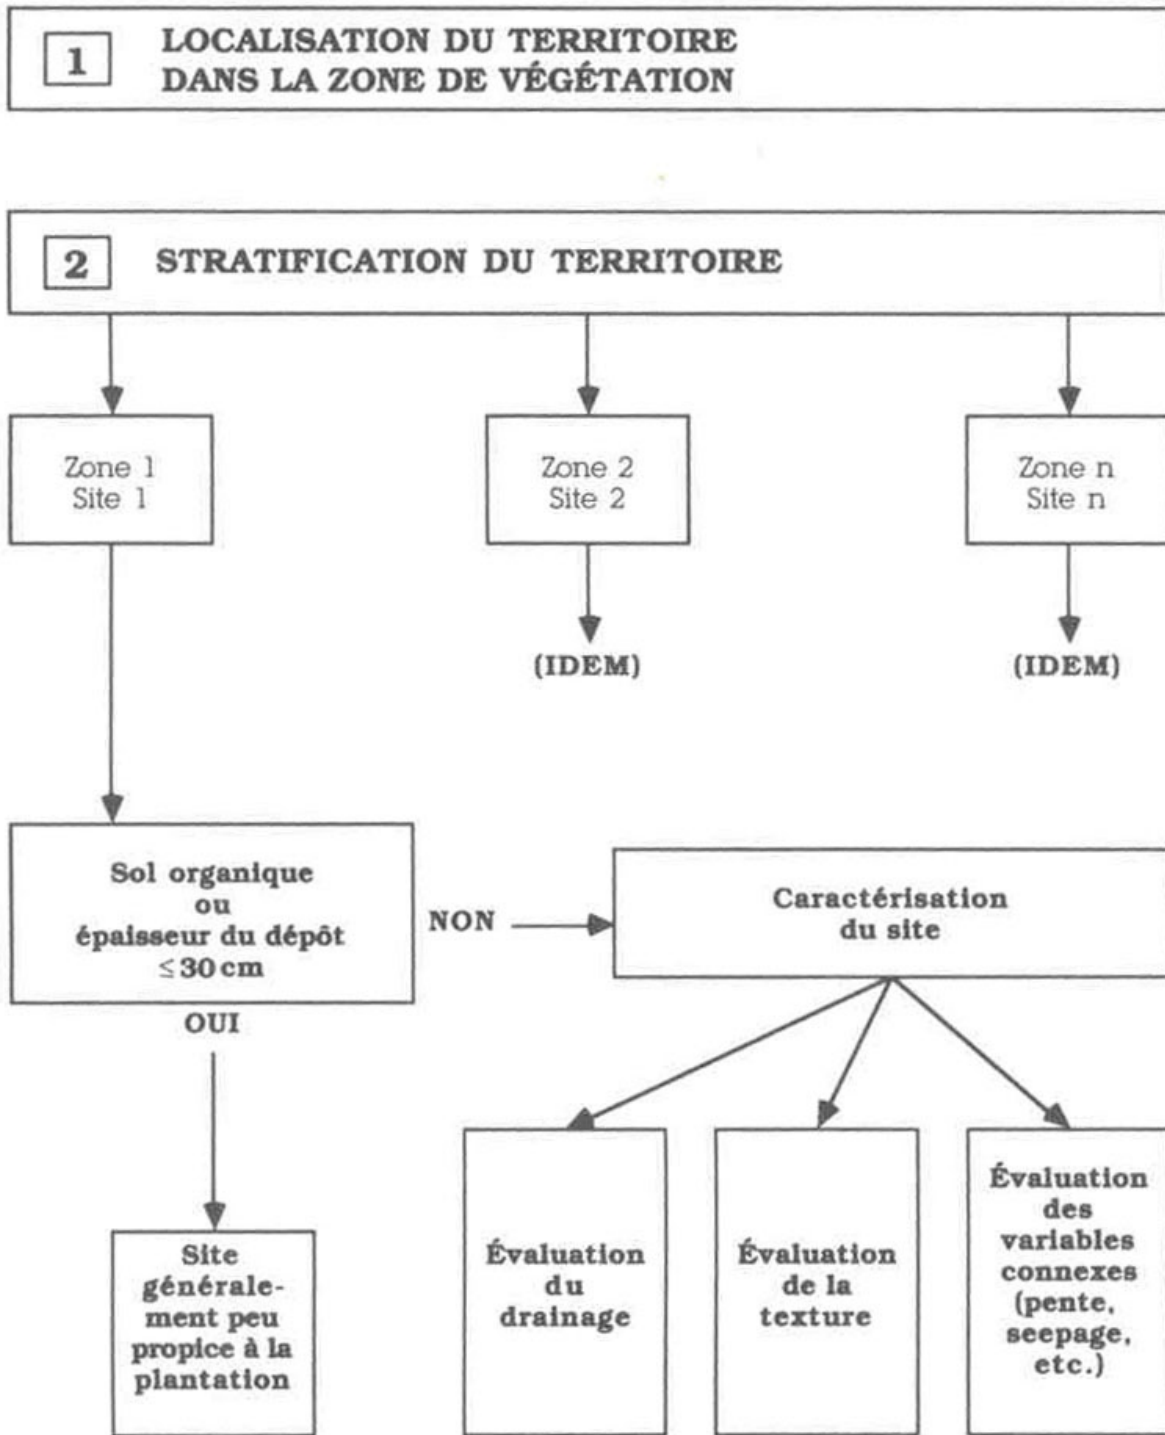 1
LOCALISATION DU TERRITOIRE
DANS LA ZONE DE VÉGÉTATION
2
STRATIFICATION DU TERRITOIRE
Zone 1
Site 1
Zone 2
Site 2
Zone n
Site n
(IDEM)
(IDEM)
Sol organique
ou
épaisseur du dépôt
≤30 cm
NON
Caractérisation
du site
OUI
Site
générale-
ment peu
propice à la
plantation
Évaluation
du
drainage
Évaluation
de la
texture
Évaluation
des
variables
connexes
(pente,
seepage,
etc.)